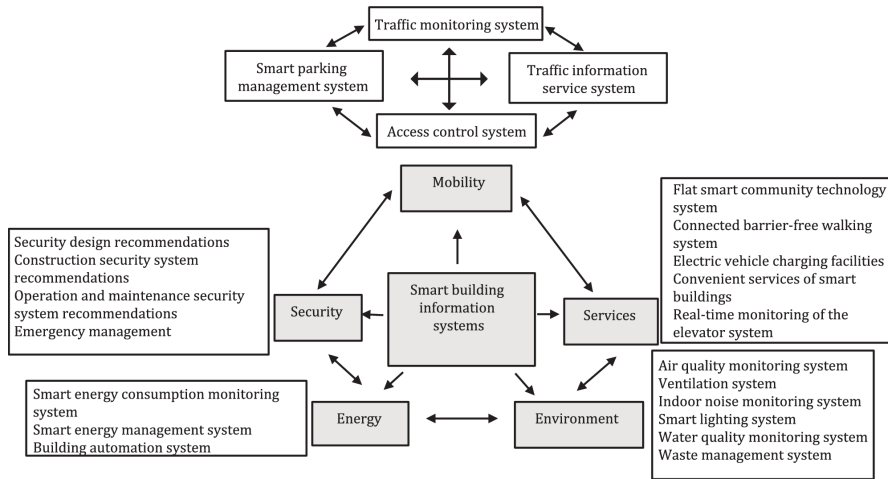 Traffic monitoring system
Smart parking
management system
Traffic information
service system
Access control system
Mobility
Flat smart community technology
system
Connected barrier-free walking
system
Electric vehicle charging facilities
Convenient services of smart
buildings
Real-time monitoring of the
elevator system
Security design recommendations
Construction security system
recommendations
Operation and maintenance security
system recommendations
Emergency management
Security
Smart building
information
systems
Services
Smart energy consumption monitoring
system
Smart energy management system
Building automation system
Energy
Environment
Air quality monitoring system
Ventilation system
Indoor noise monitoring system
Smart lighting system
Water quality monitoring system
Waste management system